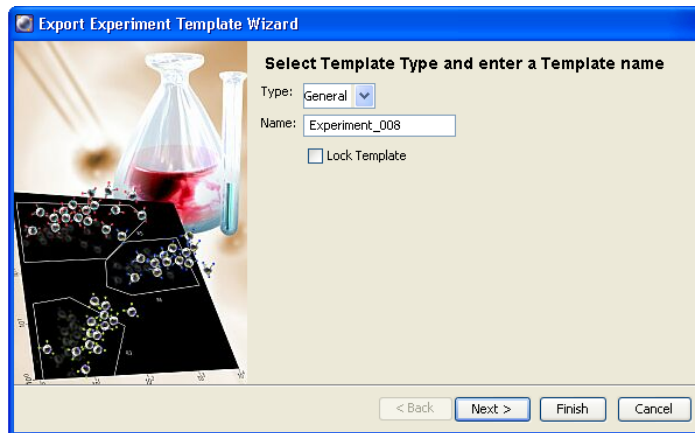 Export Experiment Template Wizard
Select Template Type and enter a Template name
Type: General
Name: Experiment_008
Lock Template
< Back Next > Finish Cancel